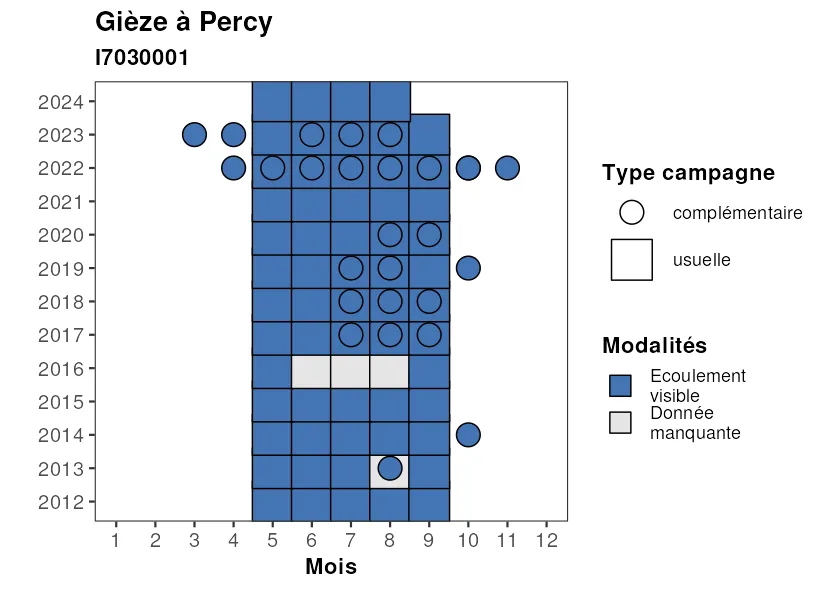 Gièze à Percy
I7030001
2024
2023
2022
2021
2020
2019
2018
2017
2016
2015
2014
2013
2012
1 2 3 4 5 6 7 8 9 10 11 12
Mois
Type campagne
complémentaire
usuelle
Modalités
Ecoulement
visible
Donnée
manquante